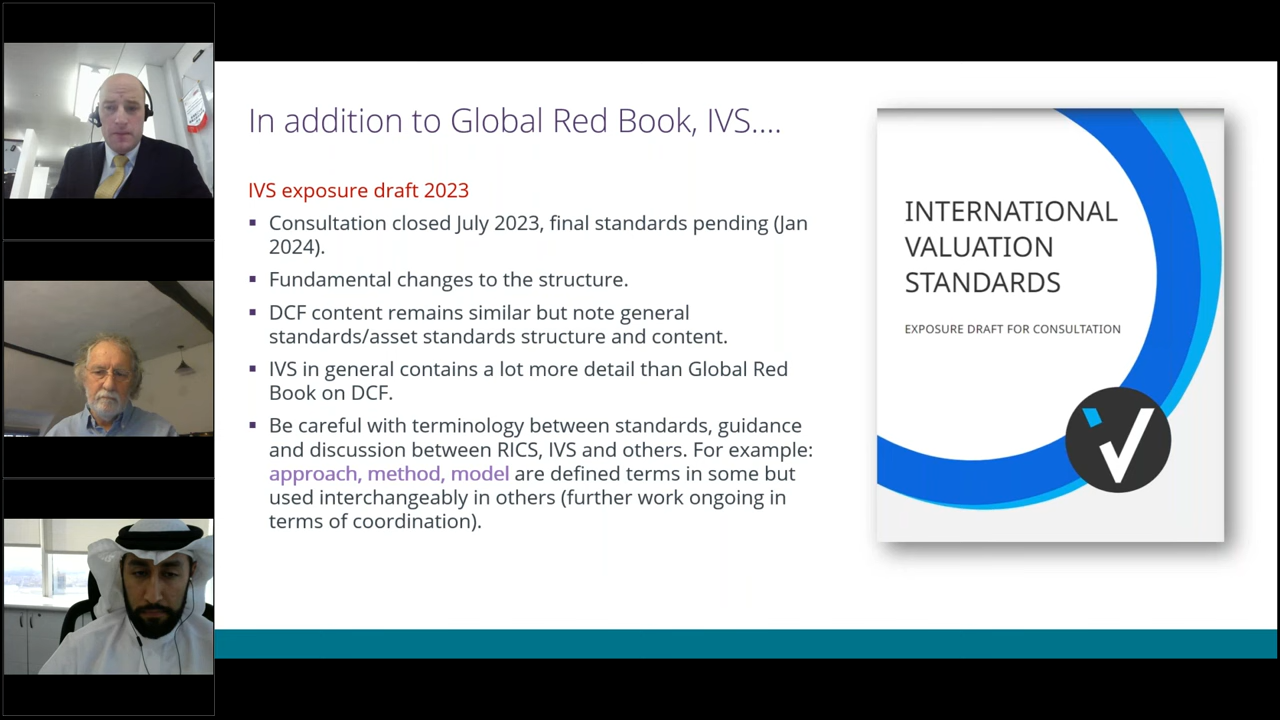 In addition to Global Red Book, IVS....
IVS exposure draft 2023
▪ Consultation closed July 2023, final standards pending (Jan
2024).
▪ Fundamental changes to the structure.
▪ DCF content remains similar but note general
standards/asset standards structure and content.
▪ IVS in general contains a lot more detail than Global Red
Book on DCF.
▪ Be careful with terminology between standards, guidance
and discussion between RICS, IVS and others. For example:
approach, method, model are defined terms in some but
used interchangeably in others (further work ongoing in
terms of coordination).
INTERNATIONAL
VALUATION
STANDARDS
EXPOSURE DRAFT FOR CONSULTATION